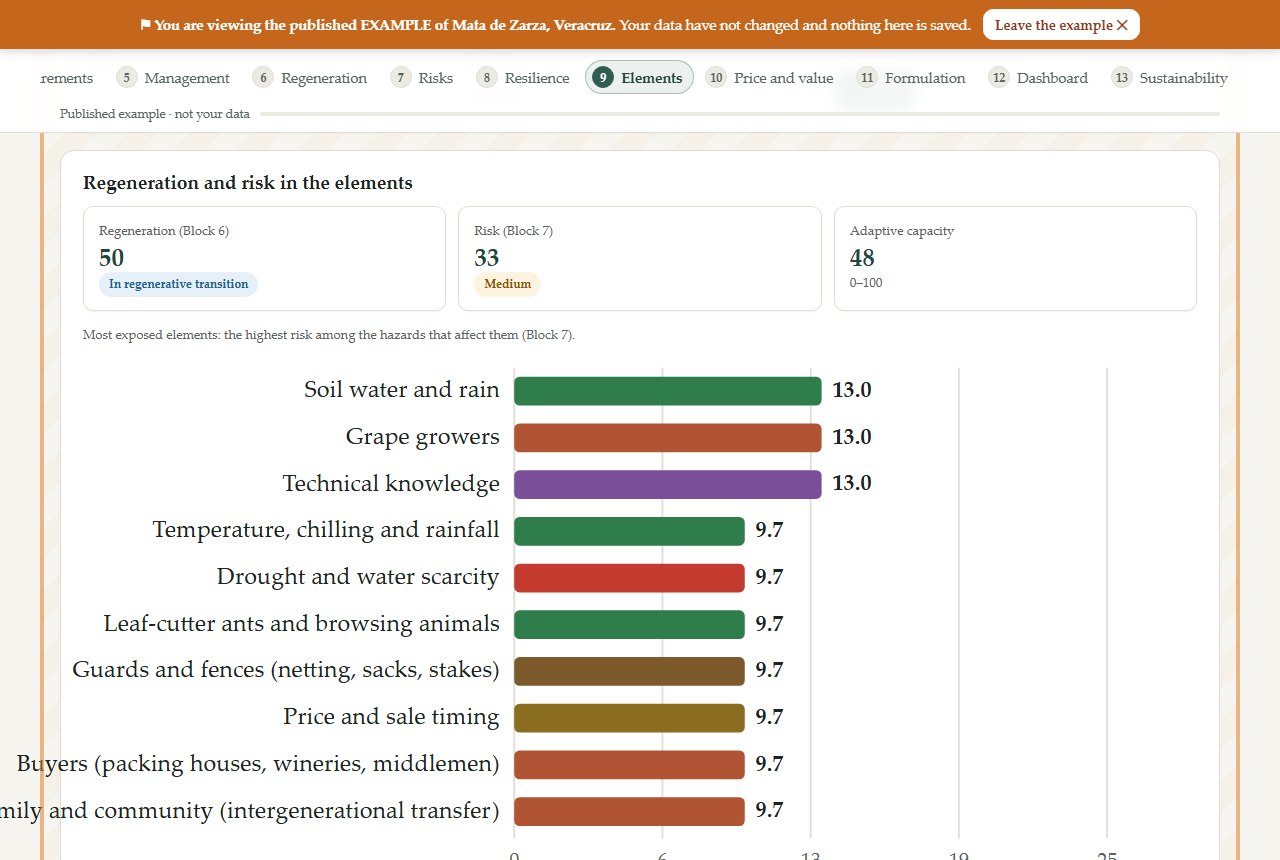 ⚑ You are viewing the published EXAMPLE of Mata de Zarza, Veracruz. Your data have not changed and nothing here is saved. Leave the example ✕
rements 5 Management 6 Regeneration 7 Risks 8 Resilience 9 Elements 10 Price and value 11 Formulation 12 Dashboard 13 Sustainability
Published example · not your data
Regeneration and risk in the elements
Regeneration (Block 6)
50
In regenerative transition
Risk (Block 7)
33
Medium
Adaptive capacity
48
0–100
Most exposed elements: the highest risk among the hazards that affect them (Block 7).
Soil water and rain 13.0
Grape growers 13.0
Technical knowledge 13.0
Temperature, chilling and rainfall 9.7
Drought and water scarcity 9.7
Leaf-cutter ants and browsing animals 9.7
Guards and fences (netting, sacks, stakes) 9.7
Price and sale timing 9.7
Buyers (packing houses, wineries, middlemen) 9.7
mily and community (intergenerational transfer) 9.7
0 6 13 19 25